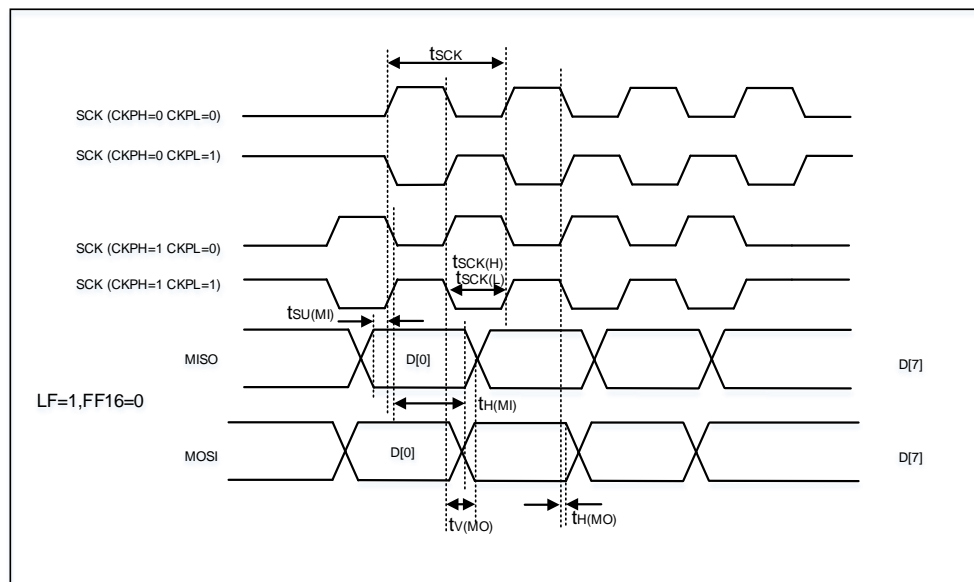 tSCK
SCK (CKPH=0 CKPL=0)
SCK (CKPH=0 CKPL=1)
SCK (CKPH=1 CKPL=0)
tSCK(H)
tSCK(L)
SCK (CKPH=1 CKPL=1)
tSU(MI)
MISO
D[0]
D[7]
LF=1,FF16=0
tH(MI)
MOSI
D[0]
D[7]
tV(MO)
tH(MO)